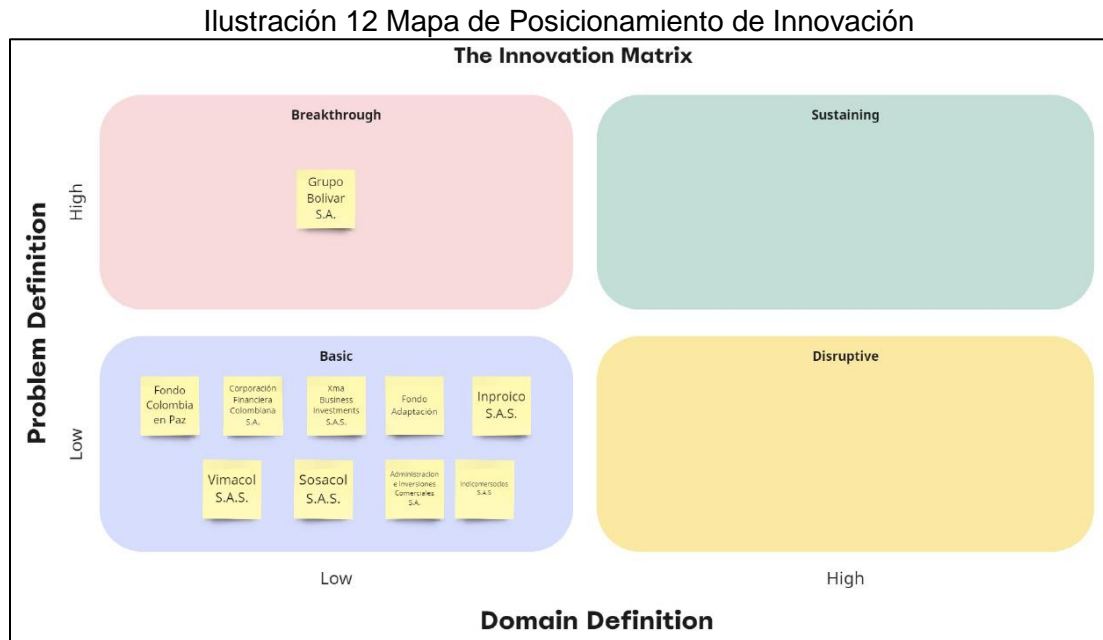 Ilustración 12 Mapa de Posicionamiento de Innovación
The Innovation Matrix
Breakthrough
Sustaining
Grupo
Bolivar
S.A.
High
Problem Definition
Low
Basic
Disruptive
Fondo
Colombia
en Paz
Corporación
Financiera
Colombiana
S.A.
Xma
Business
Investments
S.A.S.
Fondo
Adaptación
Inproico
S.A.S.
Vimacol
S.A.S.
Sosacol
S.A.S.
Administracion
e Inversiones
Comerciales
S.A.
Indicomersocios
S.A.S
Low
High
Domain Definition